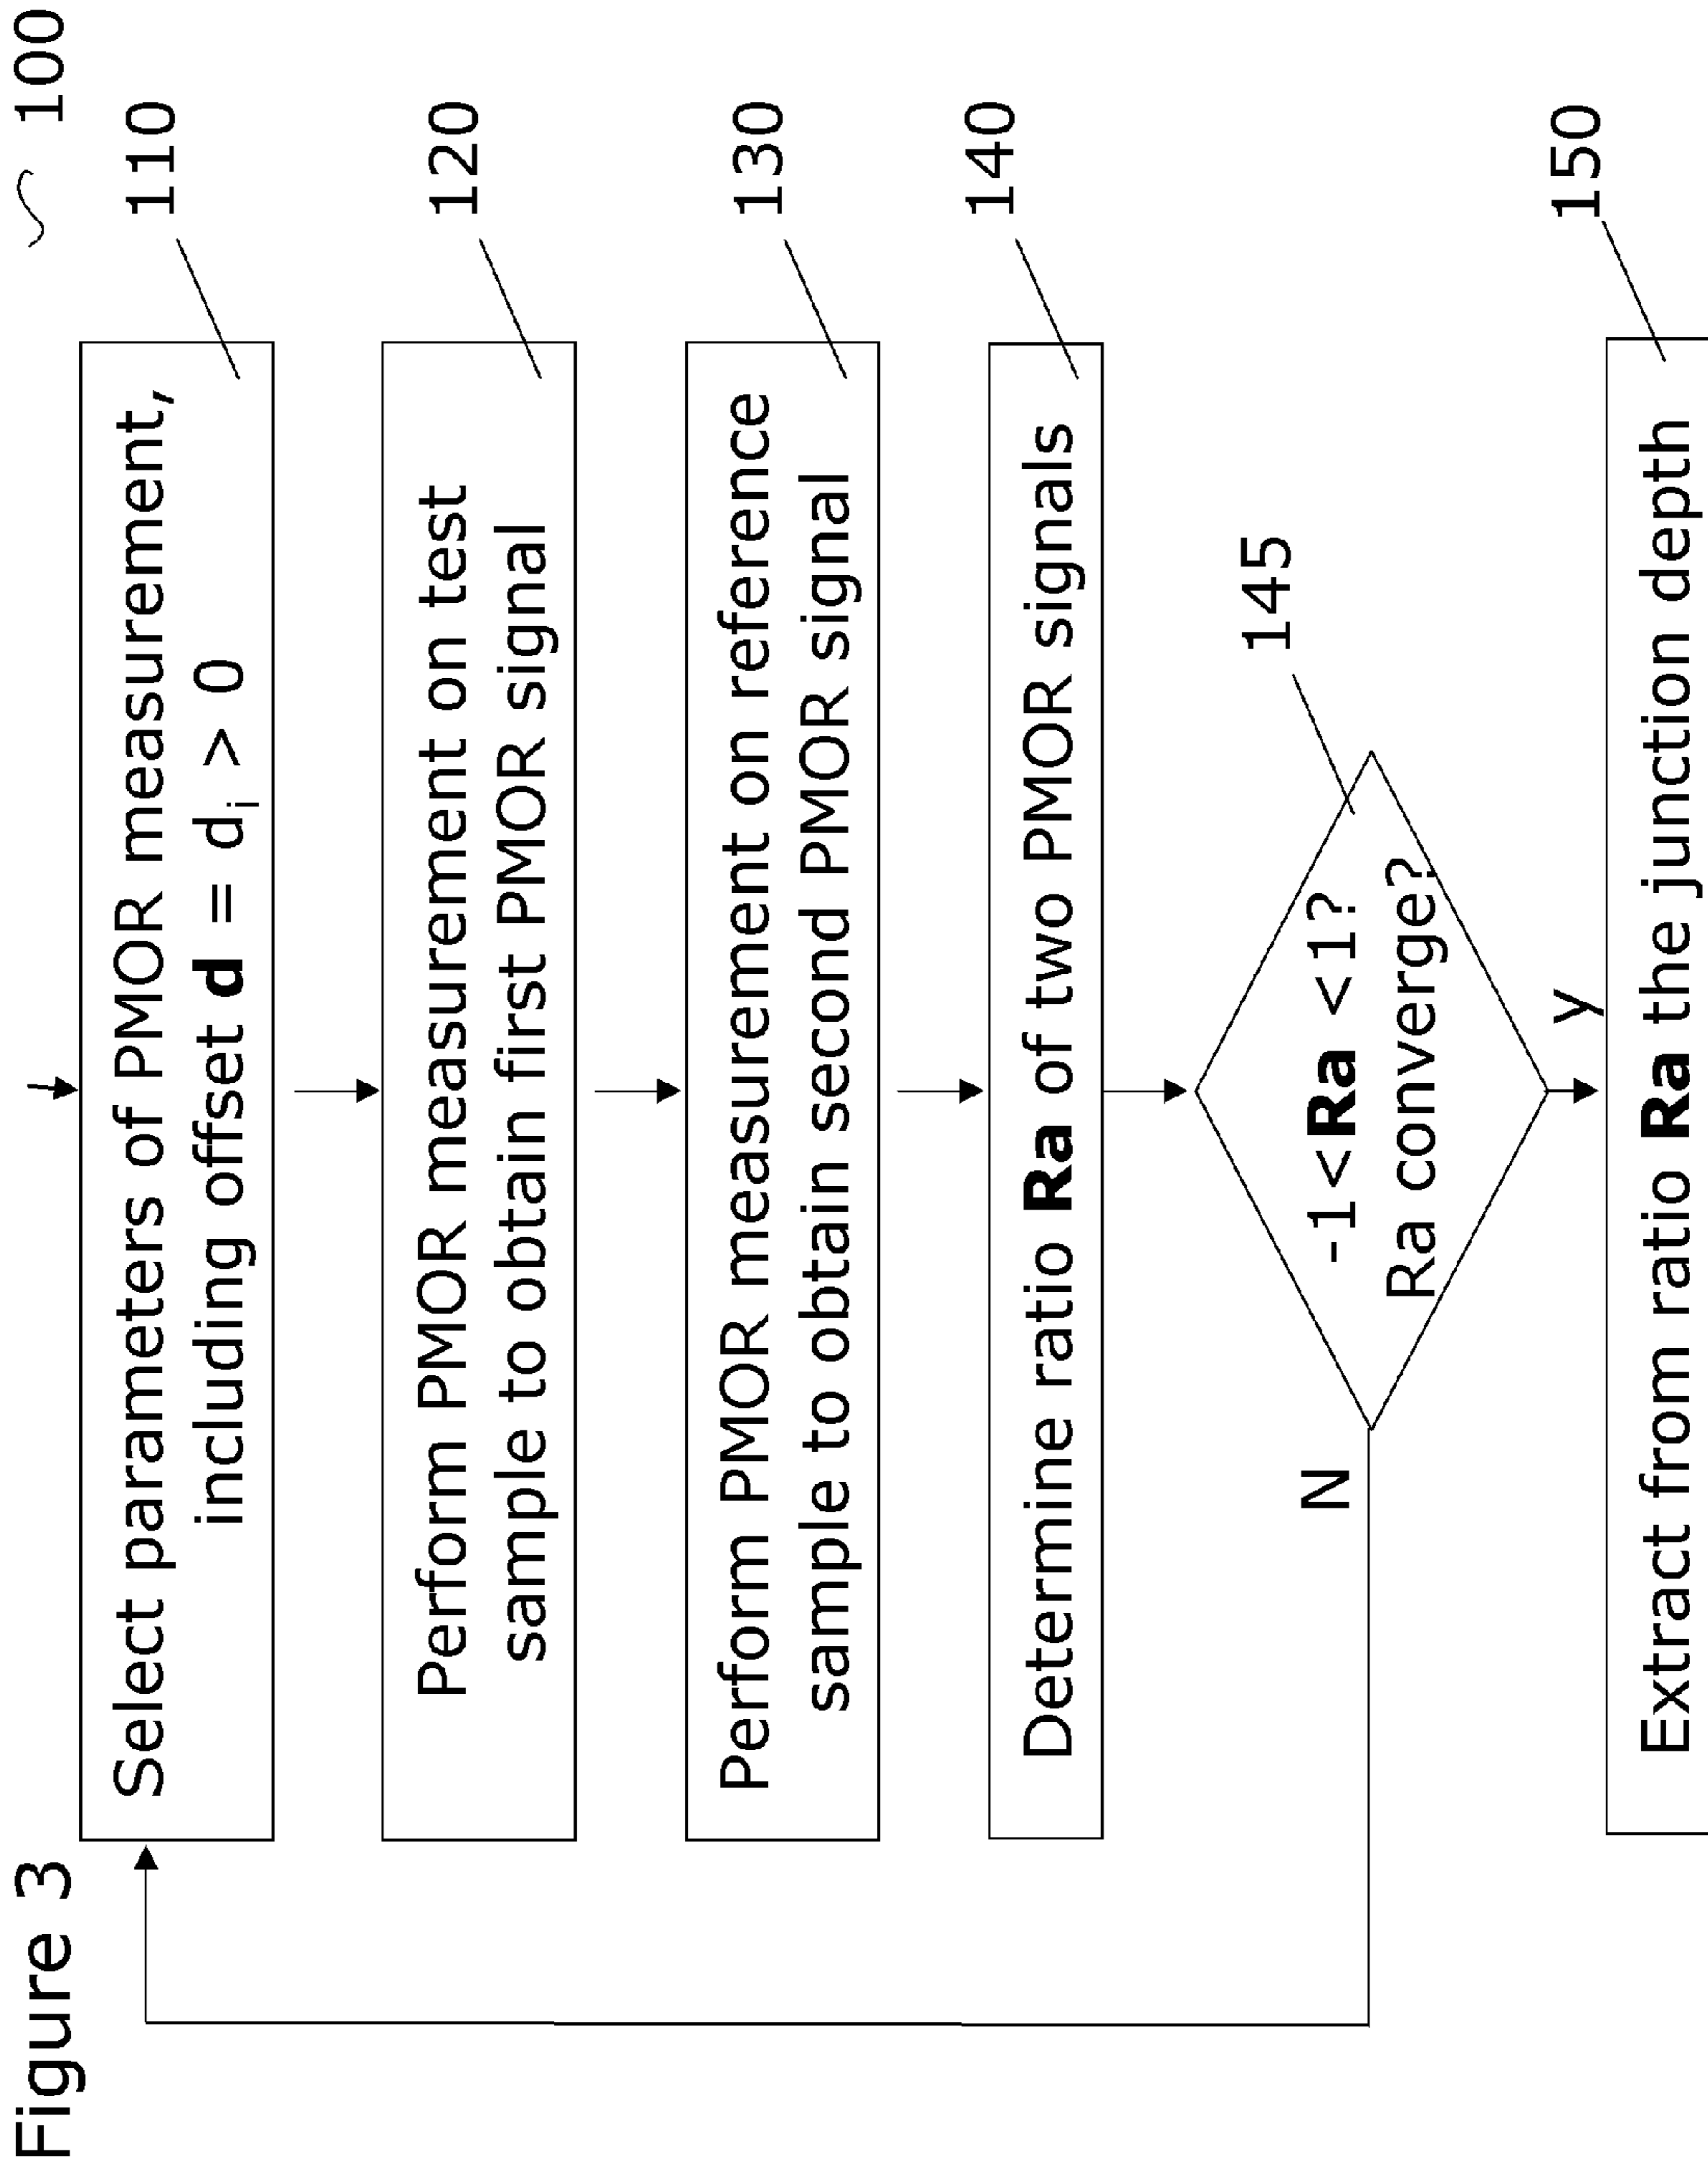 Figure 3
100
Select parameters of PMOR measurement,
including offset d = di > 0
110
Perform PMOR measurement on test
sample to obtain first PMOR signal
120
Perform PMOR measurement on reference
sample to obtain second PMOR signal
130
Determine ratio Ra of two PMOR signals
140
-1<Ra <1?
Ra converge?
145
N
y
Extract from ratio Ra the junction depth
150